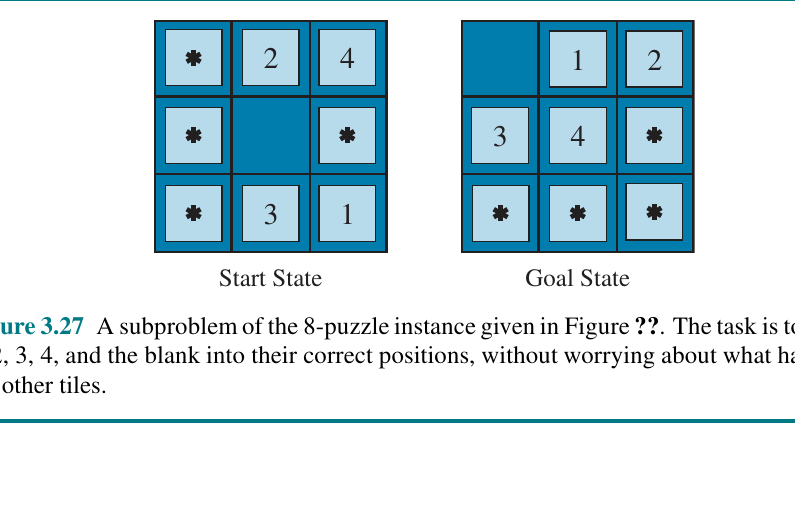 * 2 4 1 2
* * 3 4 *
* 3 1 * * *
Start State Goal State
ure 3.27 A subproblem of the 8-puzzle instance given in Figure ??. The task is to
, 3, 4, and the blank into their correct positions, without worrying about what ha
other tiles.